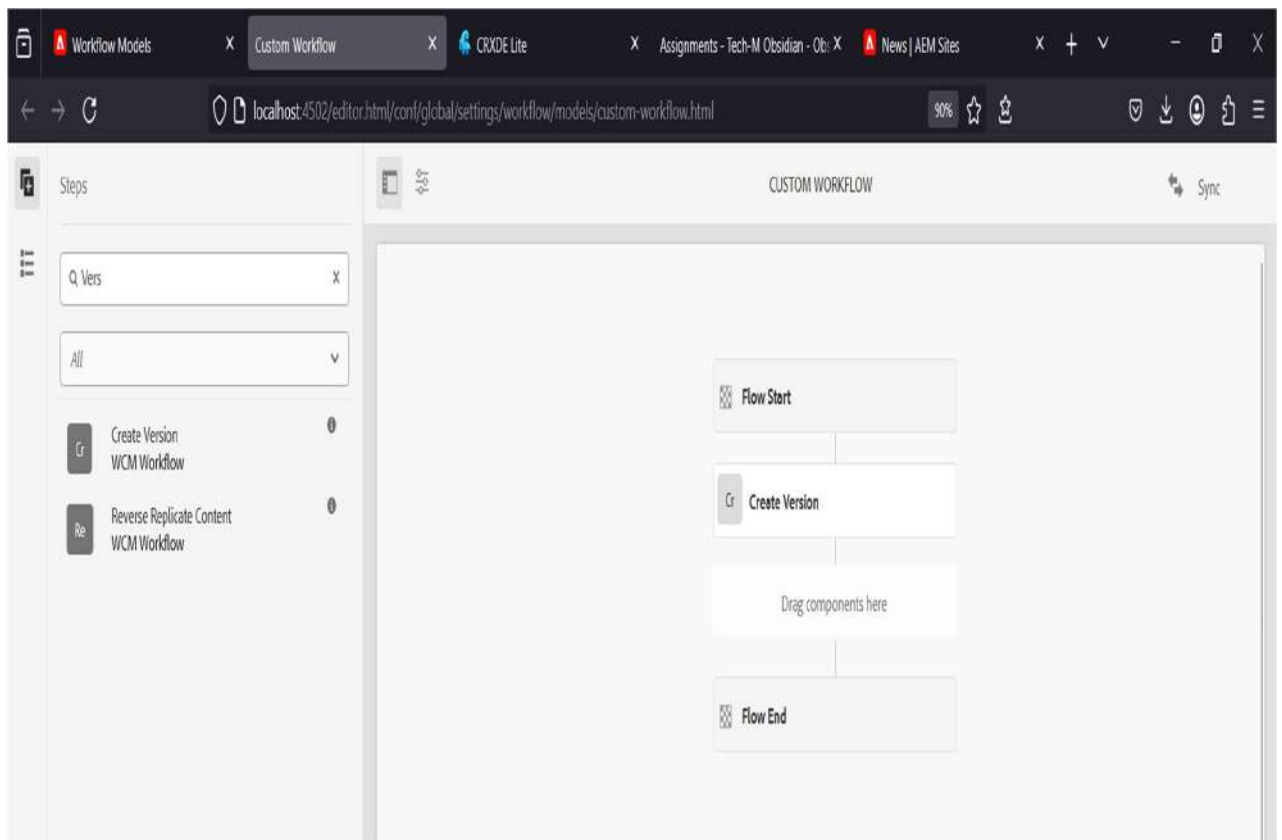 Workflow Models
Custom Workflow
CRXDE Lite
Assignments - Tech-M Obsidian - Ob
News | AEM Sites
localhost:4502/editor.html/conf/global/settings/workflow/models/custom-workflow.html
90%
Steps
CUSTOM WORKFLOW
Sync
Vers
All
Cr
Create Version
WCM Workflow
Re
Reverse Replicate Content
WCM Workflow
Flow Start
Cr
Create Version
Drag components here
Flow End